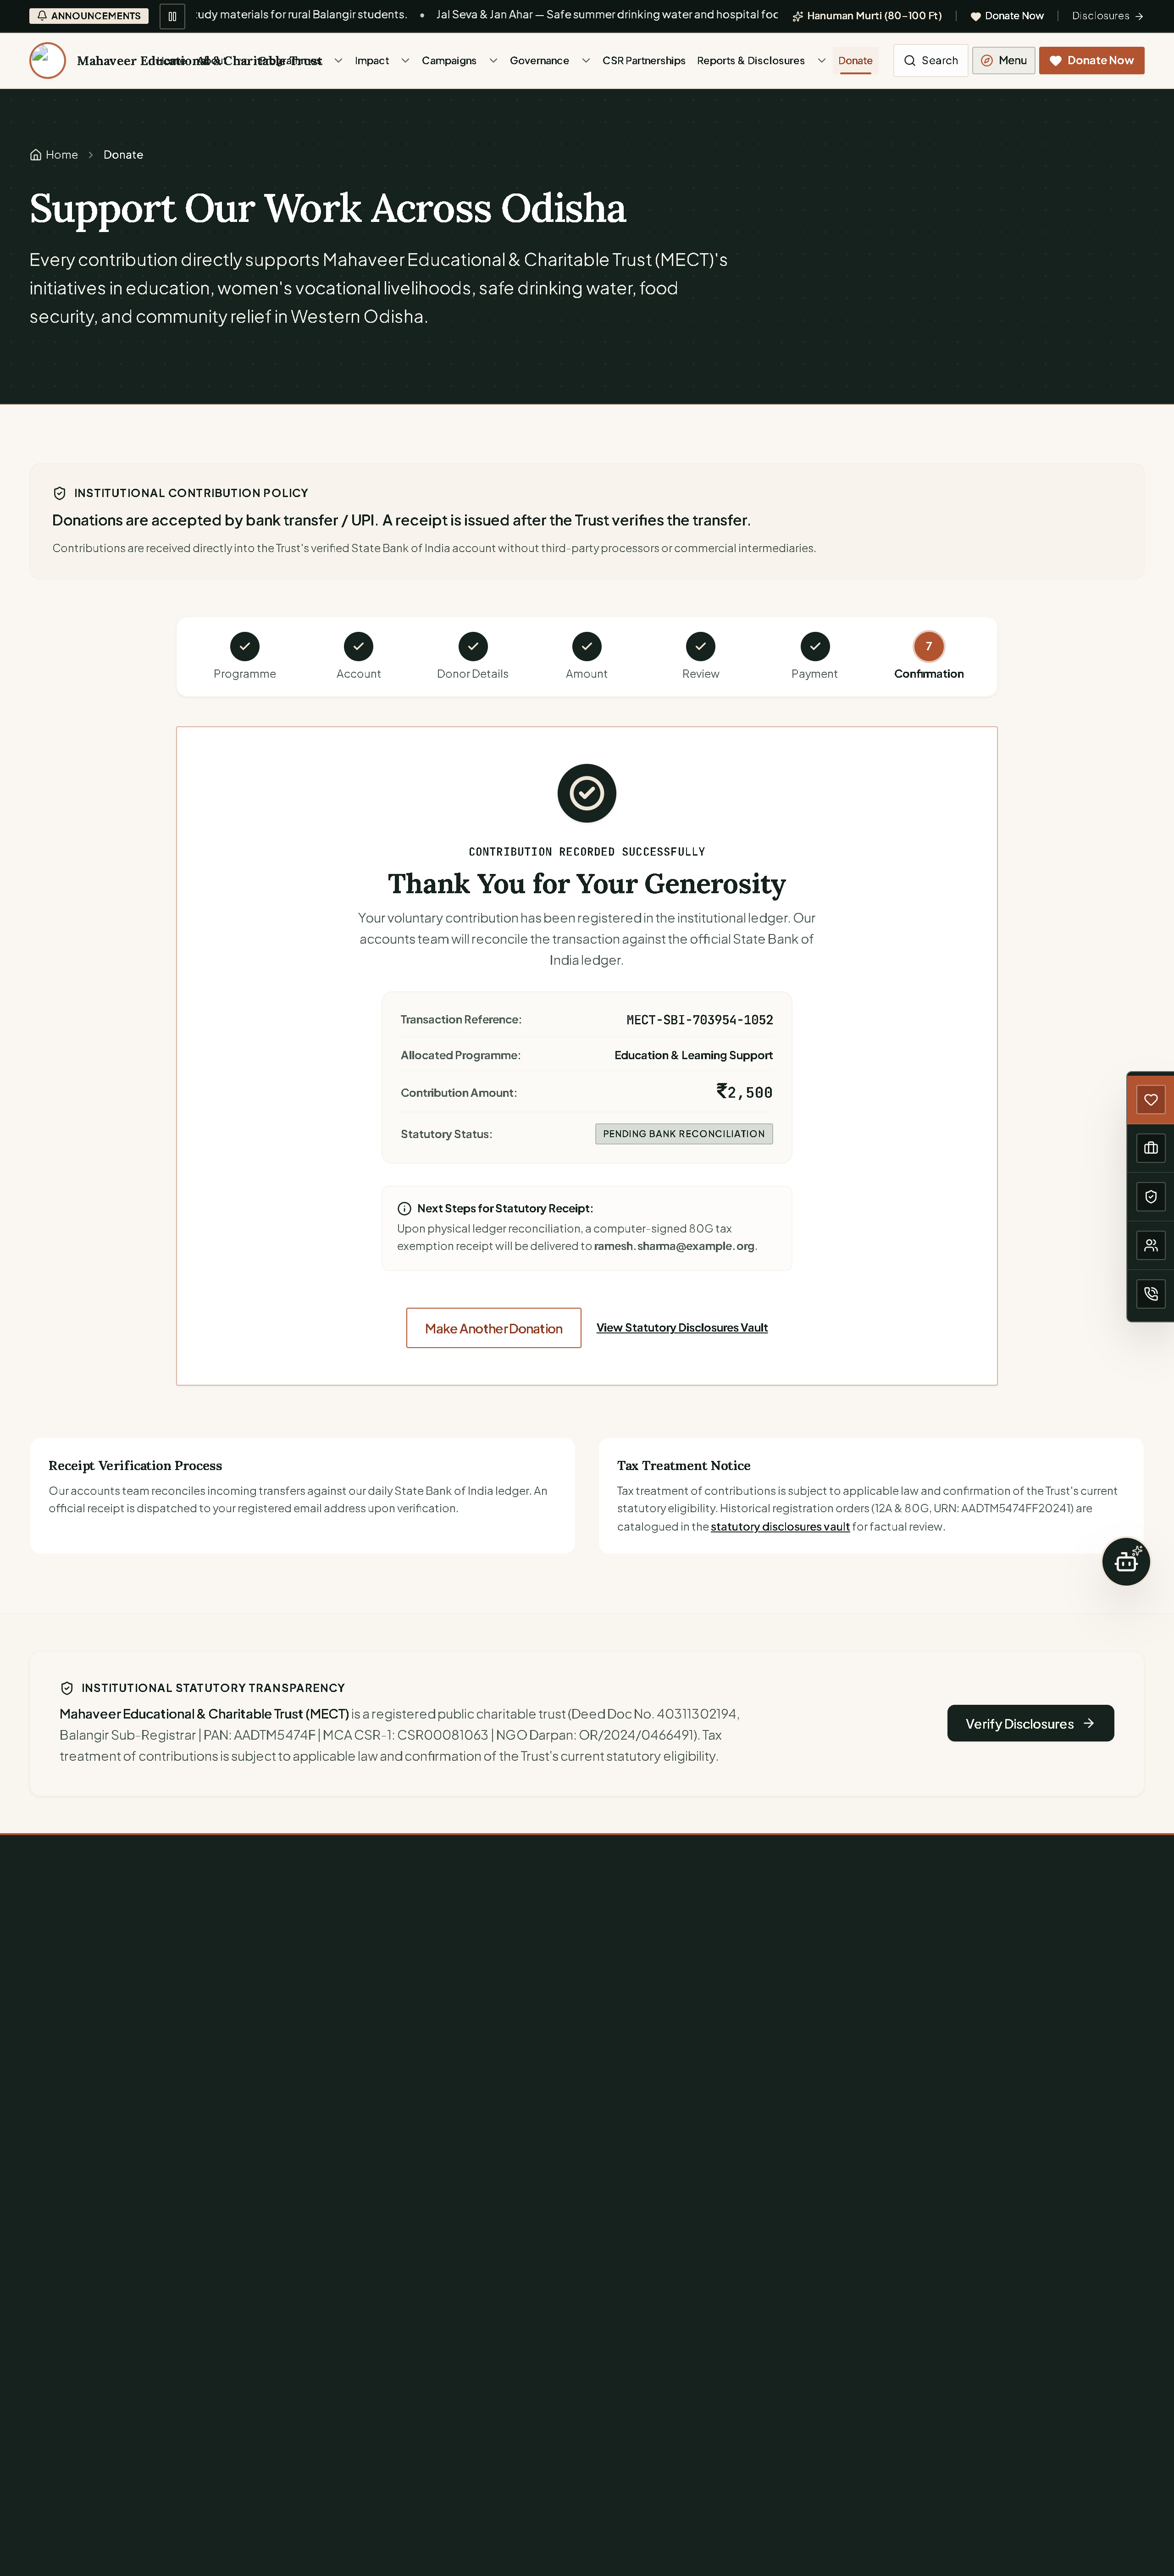 ANNOUNCEMENTS
udy materials for rural Balangir students. • Jal Seva & Jan Ahar — Safe summer drinking water and hospital foo
Hanuman Murti (80–100 Ft)
Donate Now
Disclosures →
Mahaveer Educational & Charitable Trust
Home
About
Programmes
Impact
Campaigns
Governance
CSR Partnerships
Reports & Disclosures
Donate
Search
Menu
Donate Now
Home > Donate
Support Our Work Across Odisha
Every contribution directly supports Mahaveer Educational & Charitable Trust (MECT)'s
initiatives in education, women's vocational livelihoods, safe drinking water, food
security, and community relief in Western Odisha.
INSTITUTIONAL CONTRIBUTION POLICY
Donations are accepted by bank transfer / UPI. A receipt is issued after the Trust verifies the transfer.
Contributions are received directly into the Trust's verified State Bank of India account without third-party processors or commercial intermediaries.
7
Programme
Account
Donor Details
Amount
Review
Payment
Confirmation
CONTRIBUTION RECORDED SUCCESSFULLY
Thank You for Your Generosity
Your voluntary contribution has been registered in the institutional ledger. Our
accounts team will reconcile the transaction against the official State Bank of
India ledger.
Transaction Reference: MECT-SBI-703954-1052
Allocated Programme: Education & Learning Support
Contribution Amount: ₹2,500
Statutory Status: PENDING BANK RECONCILIATION
Next Steps for Statutory Receipt:
Upon physical ledger reconciliation, a computer-signed 80G tax
exemption receipt will be delivered to ramesh.sharma@example.org.
Make Another Donation
View Statutory Disclosures Vault
Receipt Verification Process
Our accounts team reconciles incoming transfers against our daily State Bank of India ledger. An
official receipt is dispatched to your registered email address upon verification.
Tax Treatment Notice
Tax treatment of contributions is subject to applicable law and confirmation of the Trust's current
statutory eligibility. Historical registration orders (12A & 80G, URN: AADTM5474FF20241) are
catalogued in the statutory disclosures vault for factual review.
INSTITUTIONAL STATUTORY TRANSPARENCY
Mahaveer Educational & Charitable Trust (MECT) is a registered public charitable trust (Deed Doc No. 40311302194,
Balangir Sub-Registrar | PAN: AADTM5474F | MCA CSR-1: CSR00081063 | NGO Darpan: OR/2024/0466491). Tax
treatment of contributions is subject to applicable law and confirmation of the Trust's current statutory eligibility.
Verify Disclosures →